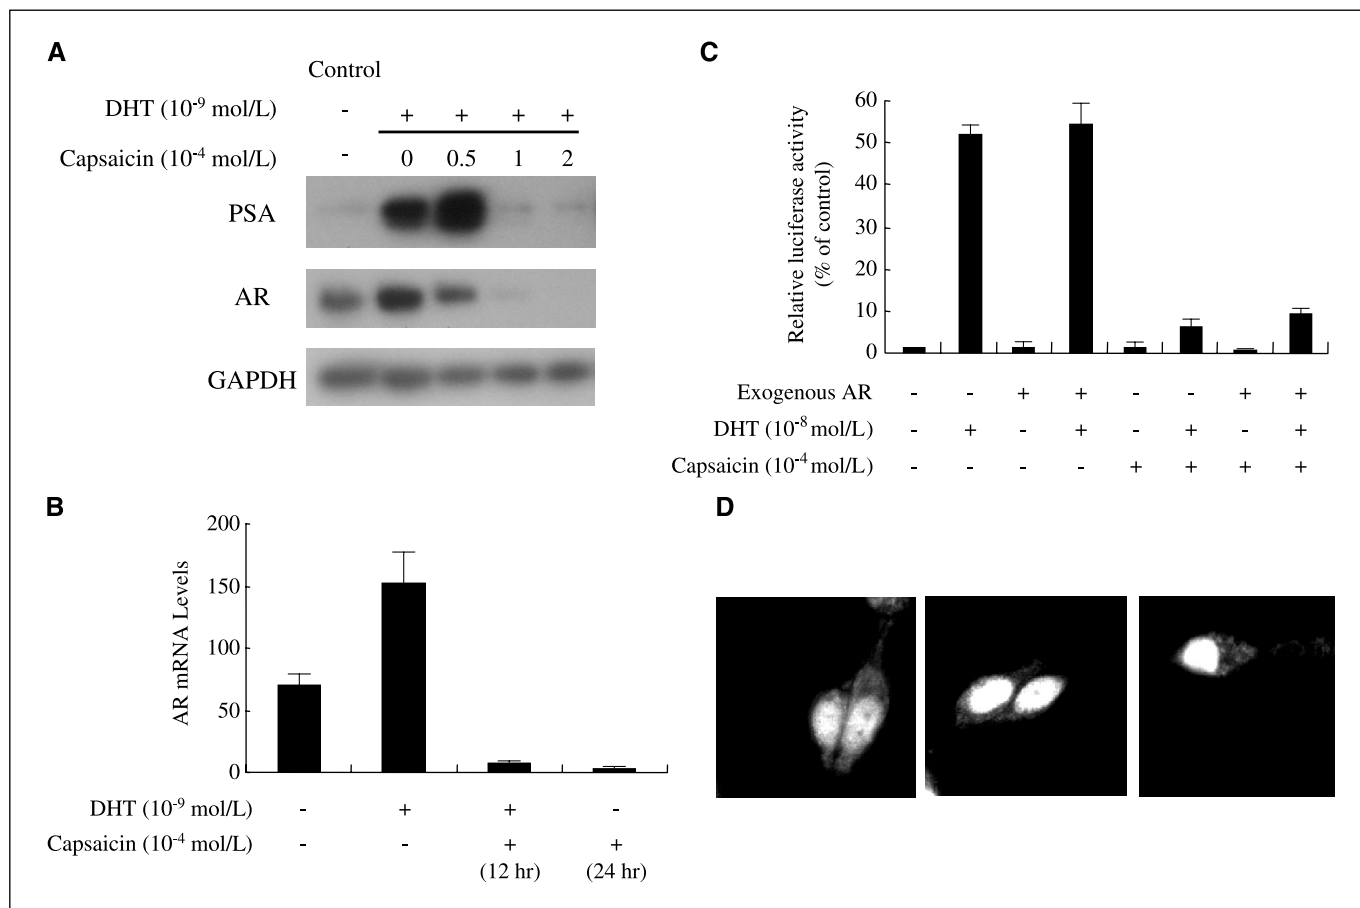 A
Control
DHT (10⁻⁹ mol/L) - + + + +
Capsaicin (10⁻⁴ mol/L) - 0 0.5 1 2
PSA
AR
GAPDH
B
AR mRNA Levels
200
150
100
50
0
DHT (10⁻⁹ mol/L) - + + -
Capsaicin (10⁻⁴ mol/L) - - + +
(12 hr) (24 hr)
C
Relative luciferase activity
(% of control)
60
50
40
30
20
10
0
Exogenous AR - - + + - - + +
DHT (10⁻⁸ mol/L) - + - + - + - +
Capsaicin (10⁻⁴ mol/L) - - - - + + + +
D